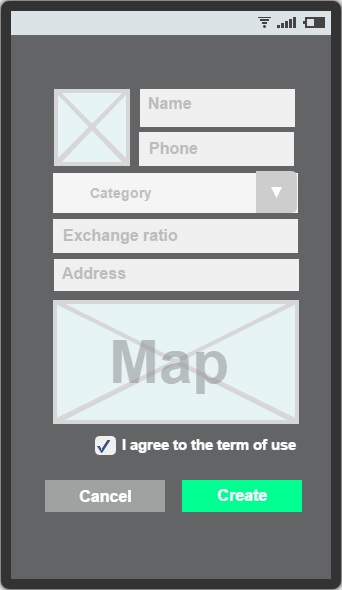 Name
Phone
Category
Exchange ratio
Address
Map
I agree to the term of use
Cancel
Create